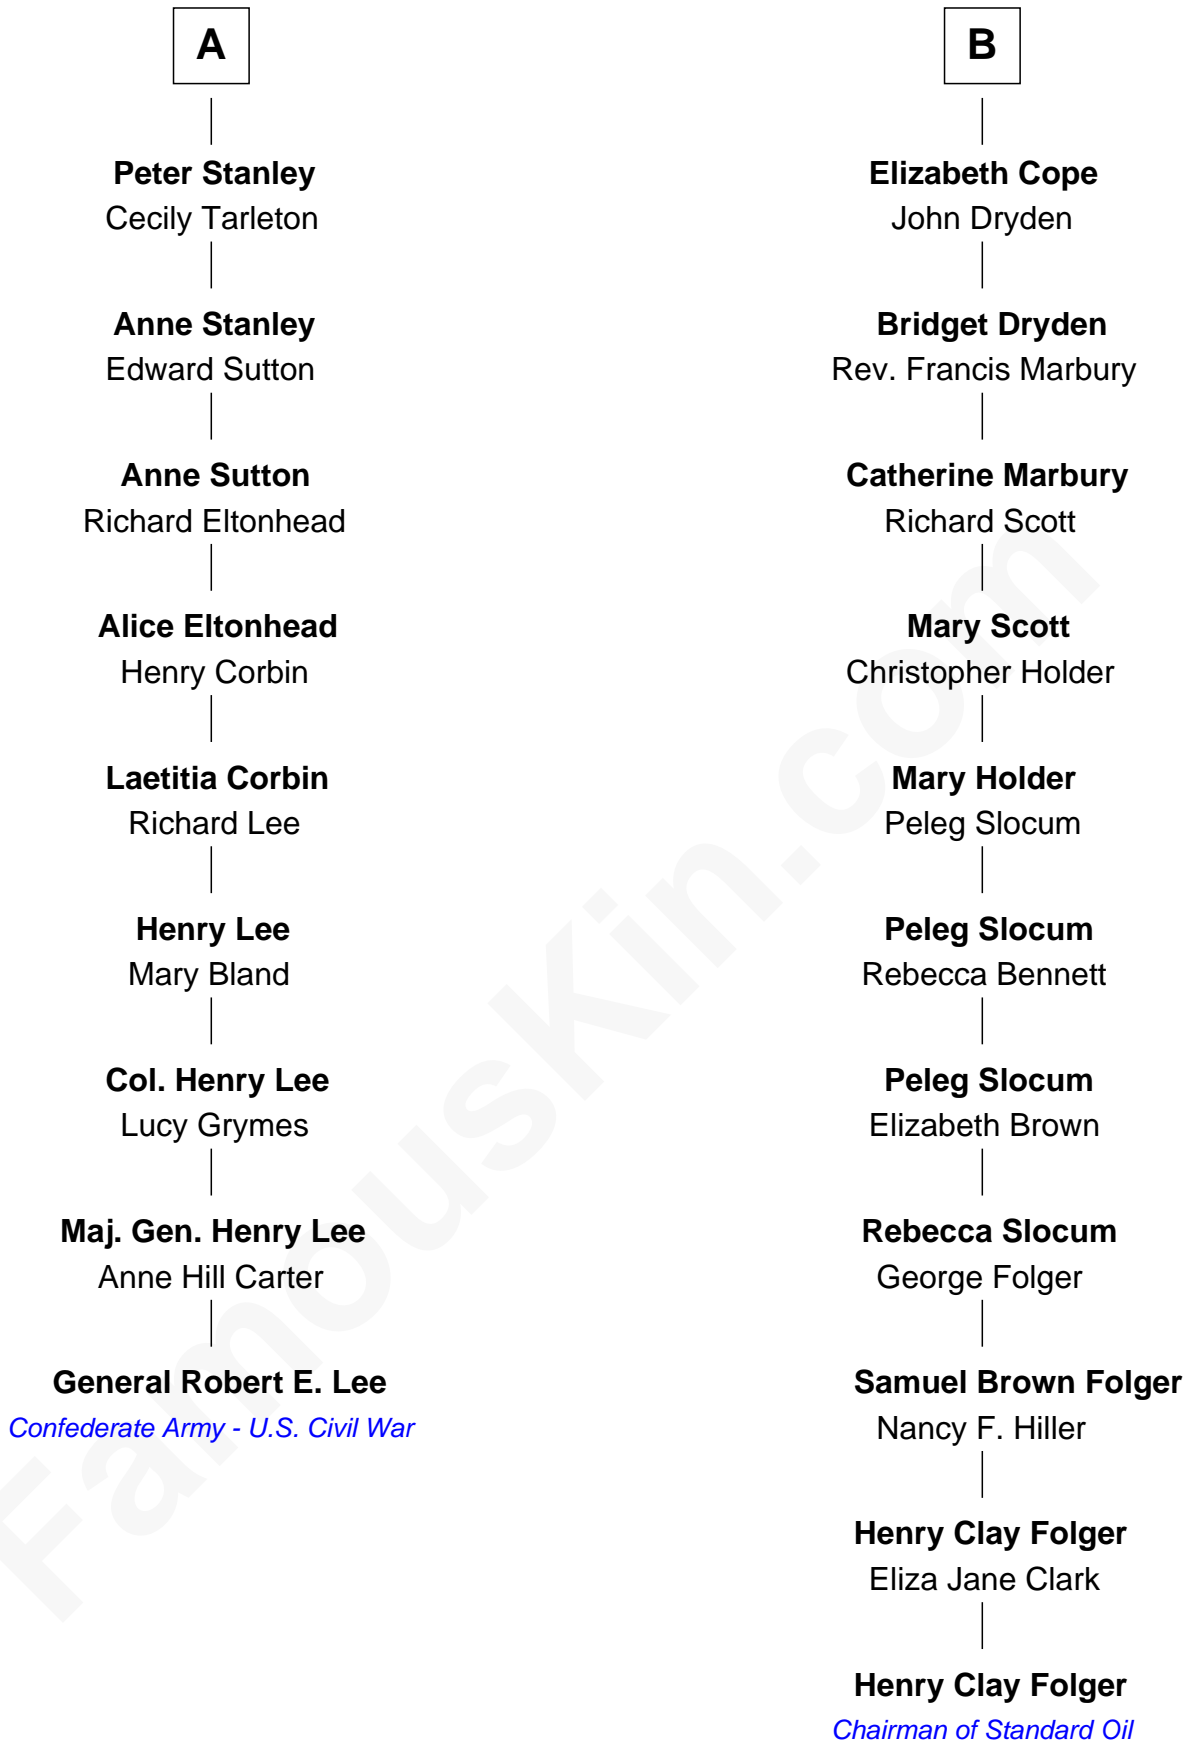 A
Peter Stanley
Cecily Tarleton
Anne Stanley
Edward Sutton
Anne Sutton
Richard Eltonhead
Alice Eltonhead
Henry Corbin
Laetitia Corbin
Richard Lee
Henry Lee
Mary Bland
Col. Henry Lee
Lucy Grymes
Maj. Gen. Henry Lee
Anne Hill Carter
General Robert E. Lee
Confederate Army - U.S. Civil War
B
Elizabeth Cope
John Dryden
Bridget Dryden
Rev. Francis Marbury
Catherine Marbury
Richard Scott
Mary Scott
Christopher Holder
Mary Holder
Peleg Slocum
Peleg Slocum
Rebecca Bennett
Peleg Slocum
Elizabeth Brown
Rebecca Slocum
George Folger
Samuel Brown Folger
Nancy F. Hiller
Henry Clay Folger
Eliza Jane Clark
Henry Clay Folger
Chairman of Standard Oil
FamousKin.com